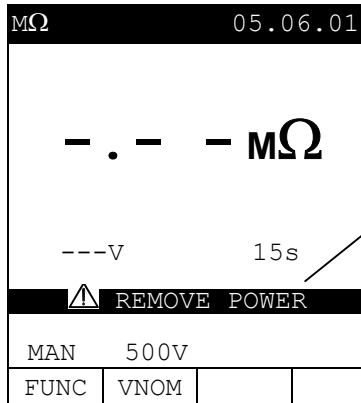 MΩ 05.06.01
-.- - MΩ
---V 15s
⚠ REMOVE POWER
MAN 500V
FUNC VNOM